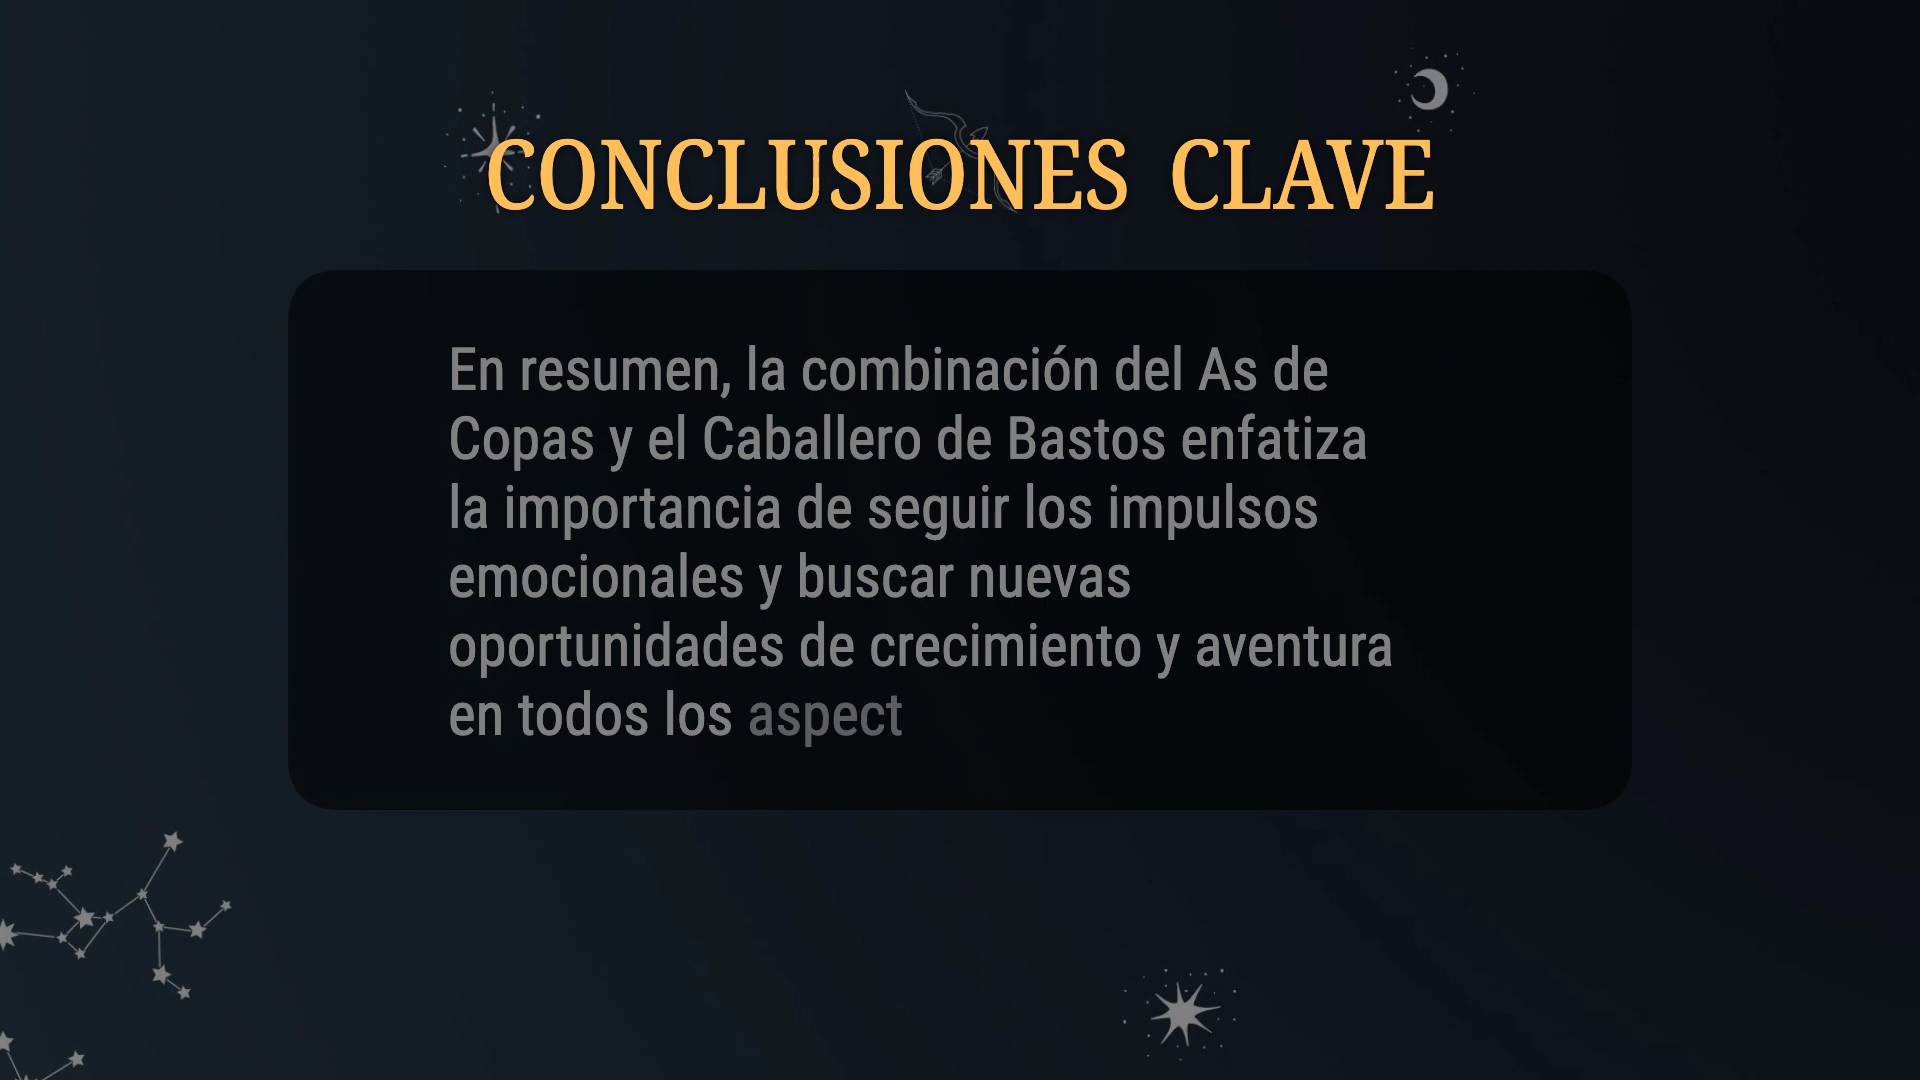 CONCLUSIONES CLAVE
En resumen, la combinación del As de
Copas y el Caballero de Bastos enfatiza
la importancia de seguir los impulsos
emocionales y buscar nuevas
oportunidades de crecimiento y aventura
en todos los aspect